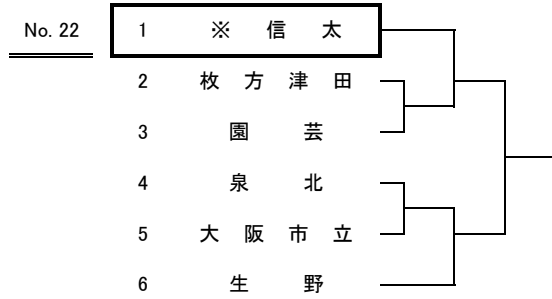 No. 22 1 ※ 信 太
2 枚 方 津 田
3 園 芸
4 泉 北
5 大 阪 市 立
6 生 野